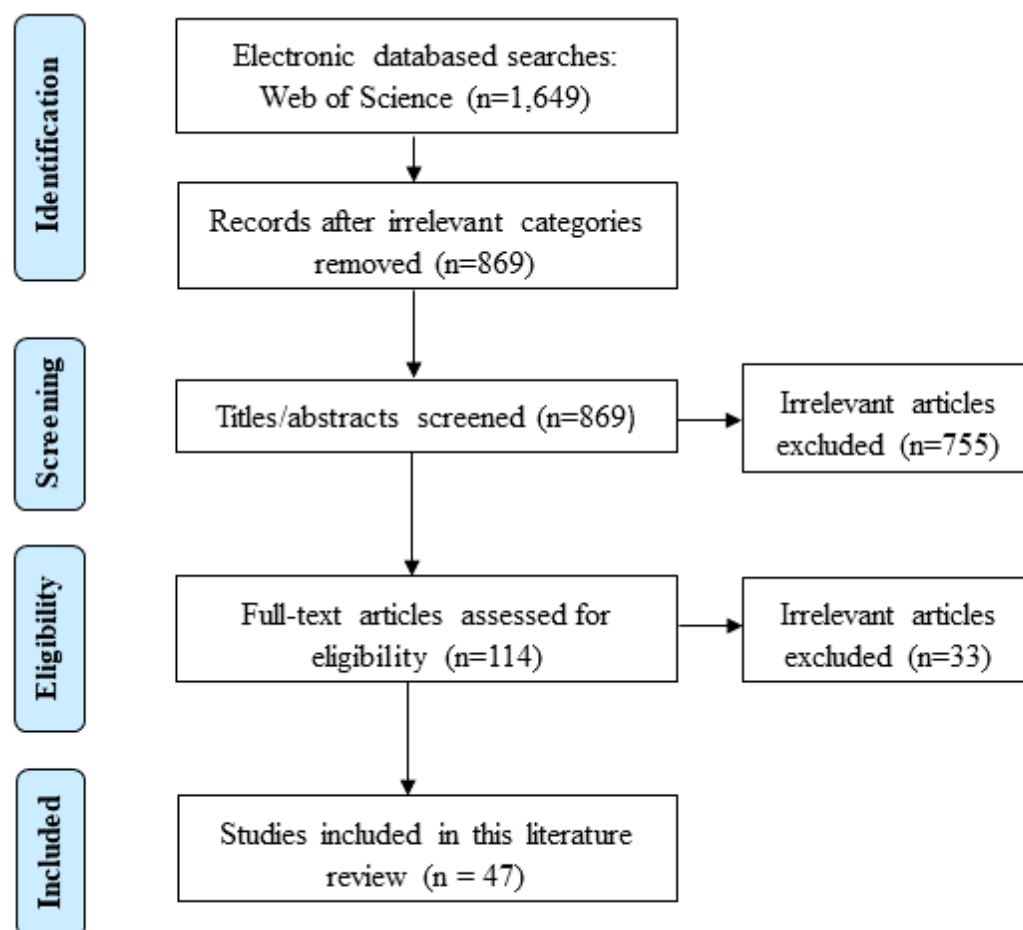 Identification
Electronic databased searches:
Web of Science (n=1,649)
Records after irrelevant categories
removed (n=869)
Screening
Titles/abstracts screened (n=869)
Irrelevant articles
excluded (n=755)
Eligibility
Full-text articles assessed for
eligibility (n=114)
Irrelevant articles
excluded (n=33)
Included
Studies included in this literature
review (n = 47)